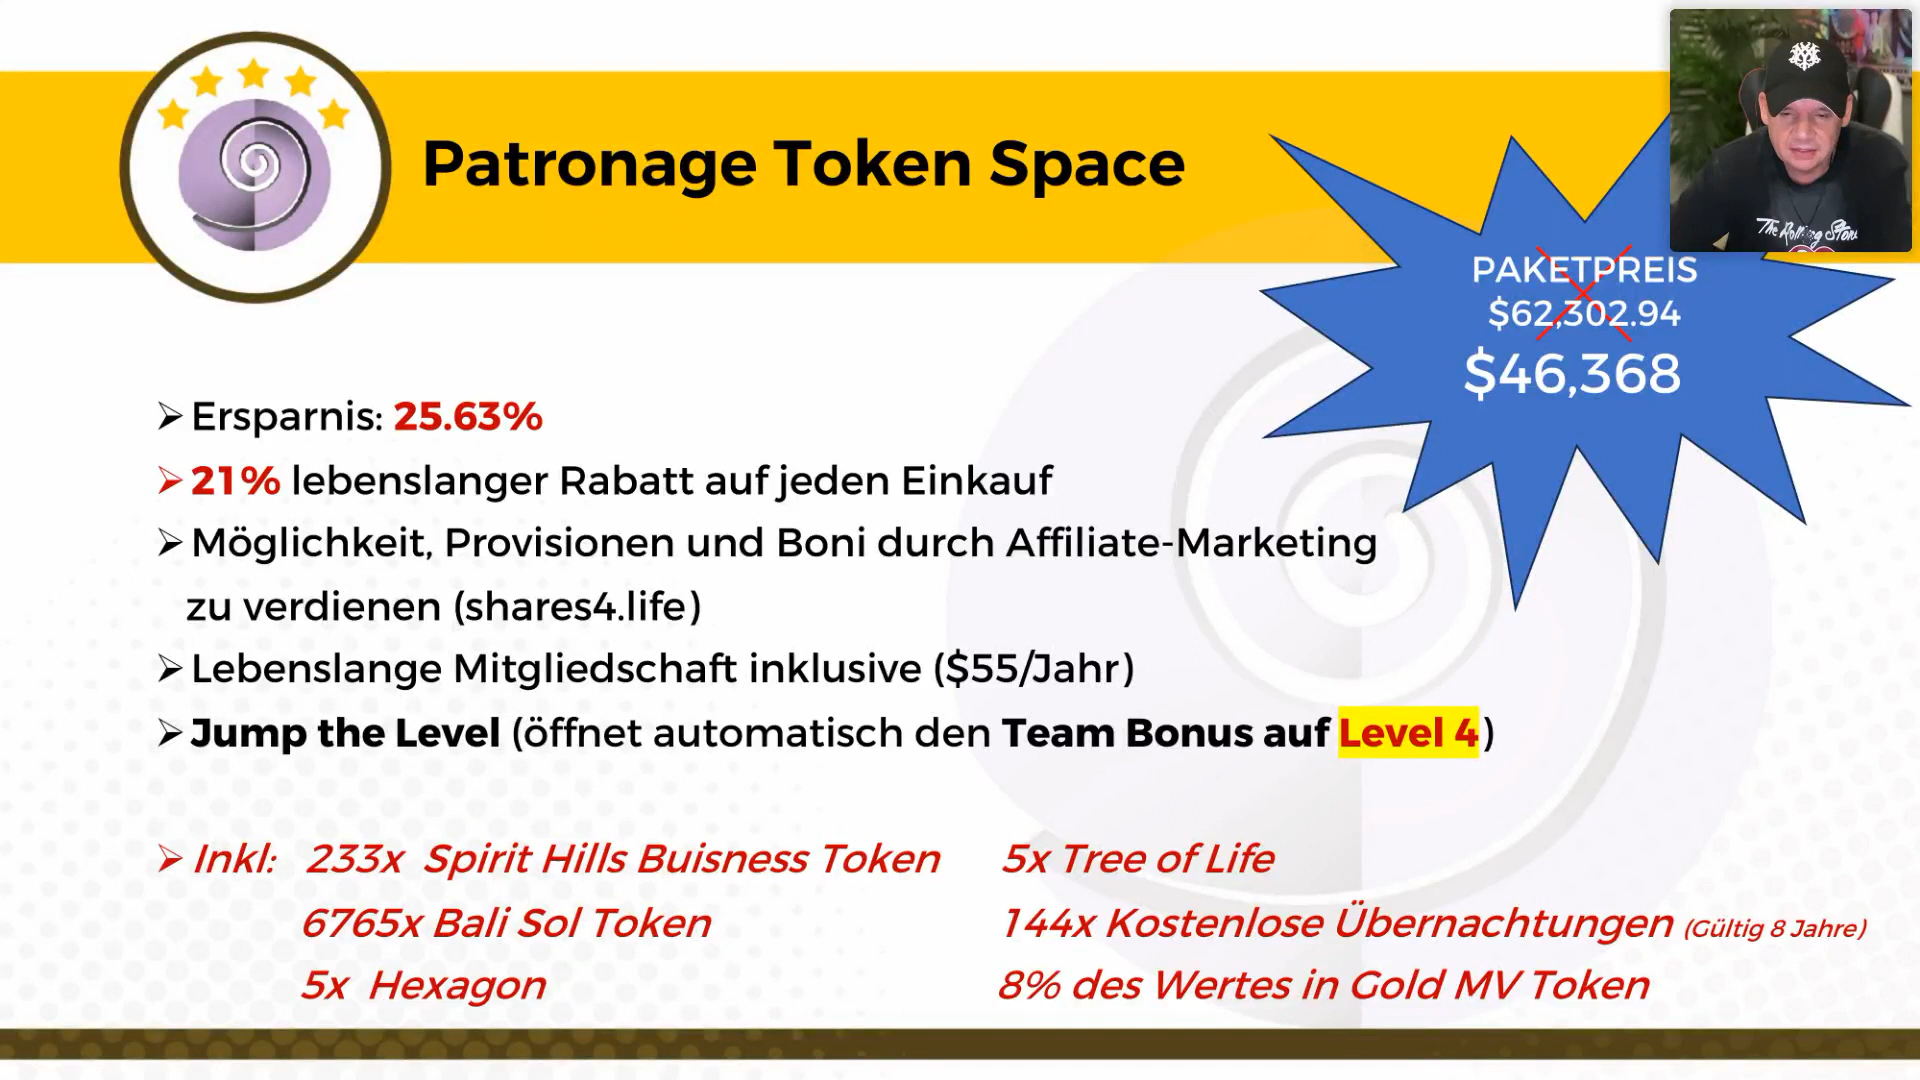 Patronage Token Space
The Rolling Stones
PAKETPREIS
$62,302.94
$46,368
➢ Ersparnis: 25.63%
➢ 21% lebenslanger Rabatt auf jeden Einkauf
➢ Möglichkeit, Provisionen und Boni durch Affiliate-Marketing
zu verdienen (shares4.life)
➢ Lebenslange Mitgliedschaft inklusive ($55/Jahr)
➢ Jump the Level (öffnet automatisch den Team Bonus auf Level 4)
➢ Inkl: 233x Spirit Hills Buisness Token 5x Tree of Life
6765x Bali Sol Token 144x Kostenlose Übernachtungen (Gültig 8 Jahre)
5x Hexagon 8% des Wertes in Gold MV Token